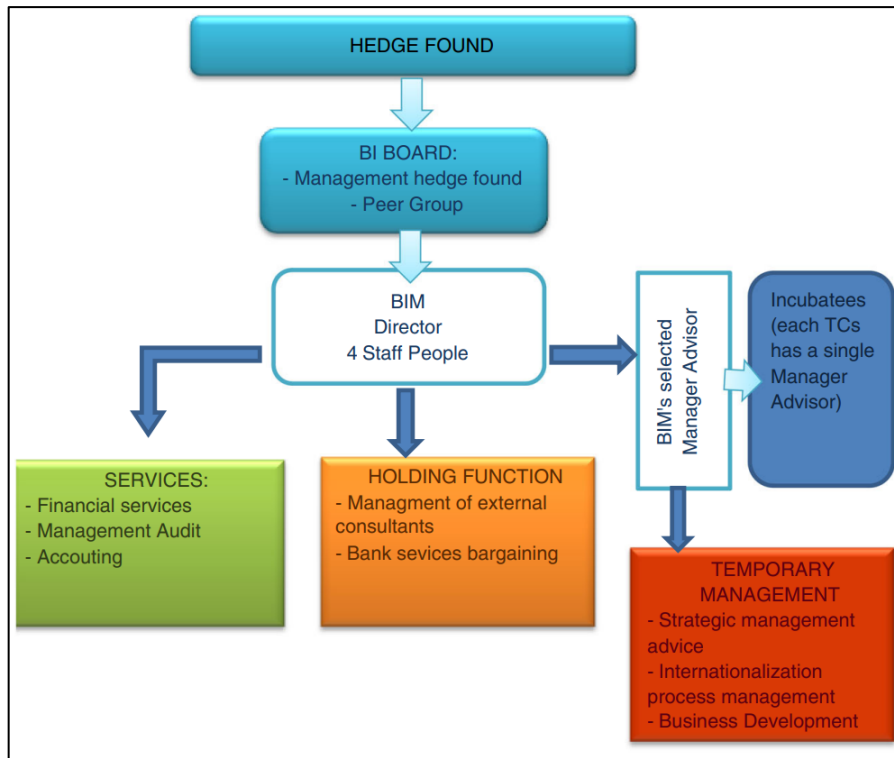 HEDGE FOUND
BI BOARD:
- Management hedge found
- Peer Group
BIM
Director
4 Staff People
BIM's selected
Manager Advisor
Incubatees
(each TCs
has a single
Manager
Advisor)
SERVICES:
- Financial services
- Management Audit
- Accouting
HOLDING FUNCTION
- Managment of external
consultants
- Bank sevices bargaining
TEMPORARY
MANAGEMENT
- Strategic management
advice
- Internationalization
process management
- Business Development